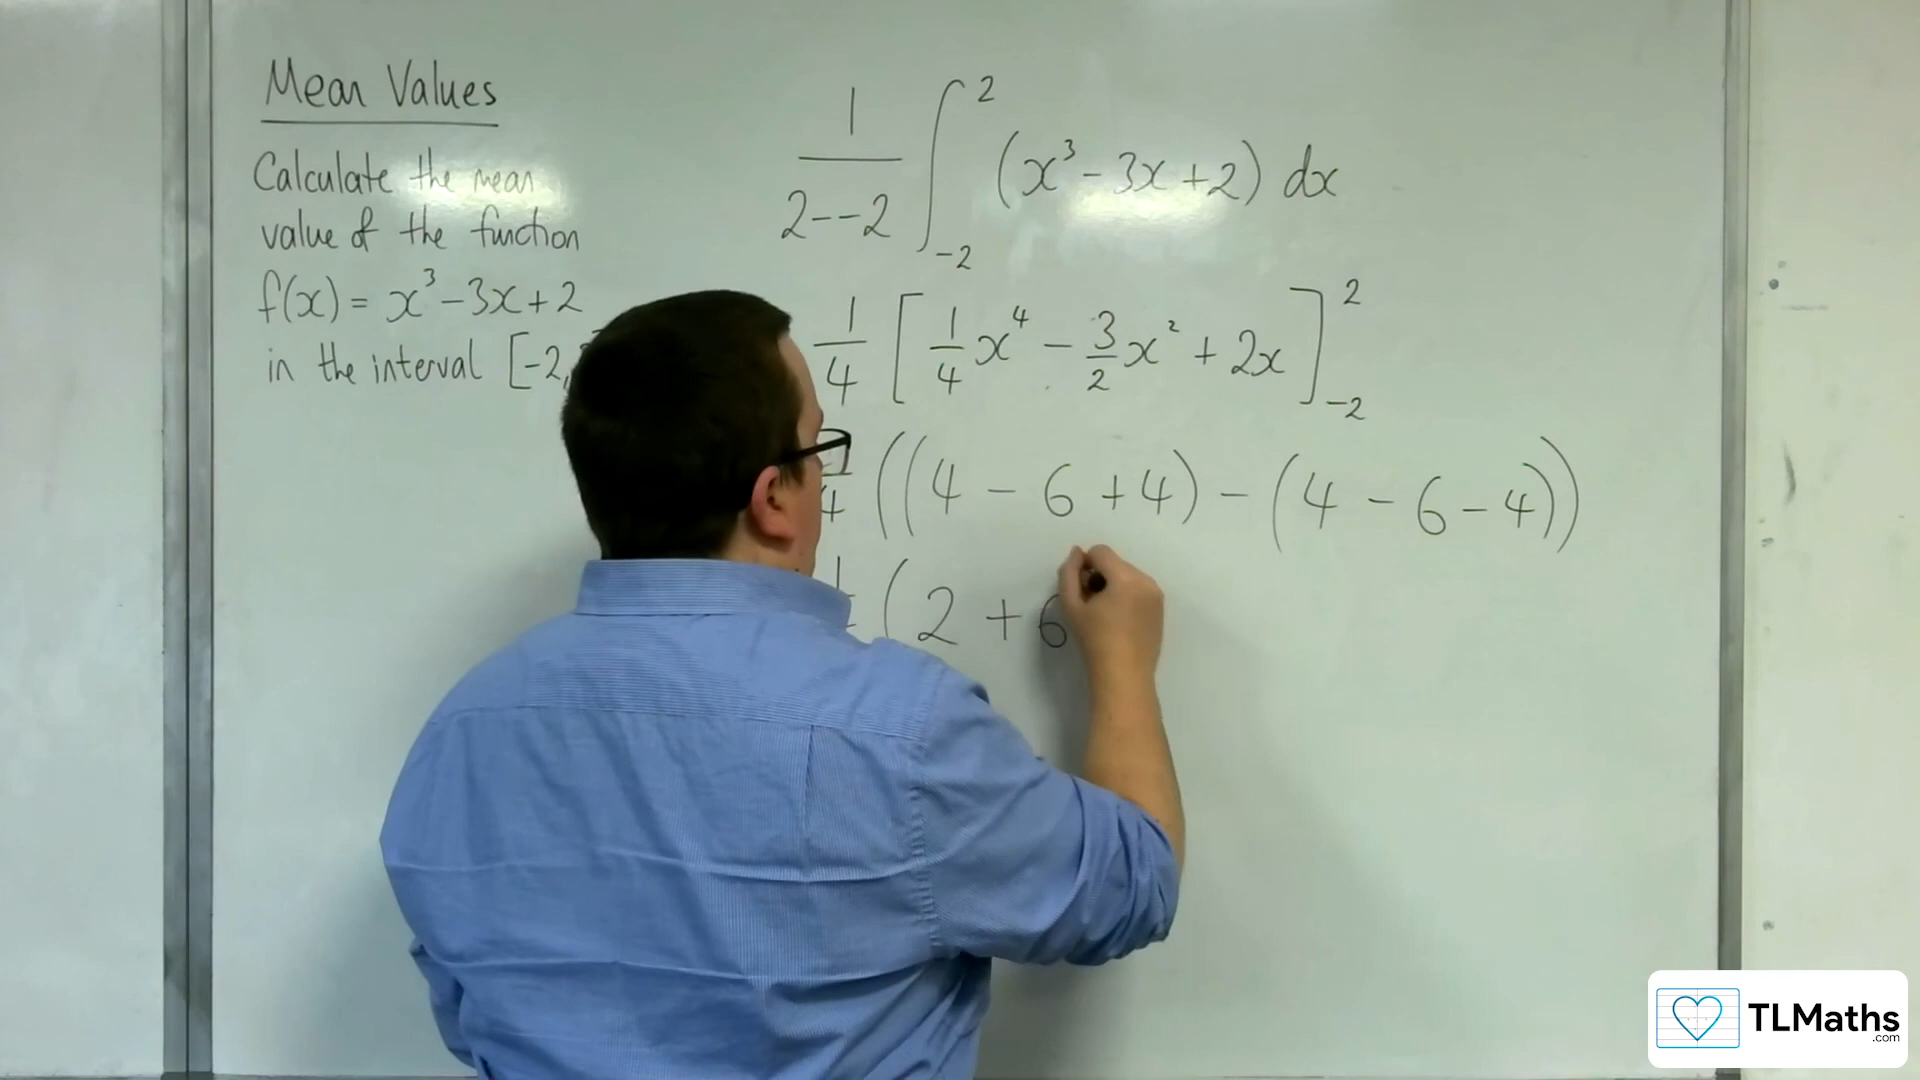 Mean Values
Calculate the mean
value of the function
f(x) = x³ - 3x + 2
in the interval [-2,
1/(2--2) ∫₋₂² (x³ - 3x + 2) dx
1/4 [1/4 x⁴ - 3/2 x² + 2x]₋₂²
4 ((4 - 6 + 4) - (4 - 6 - 4))
(2 + 6
TLMaths
.com